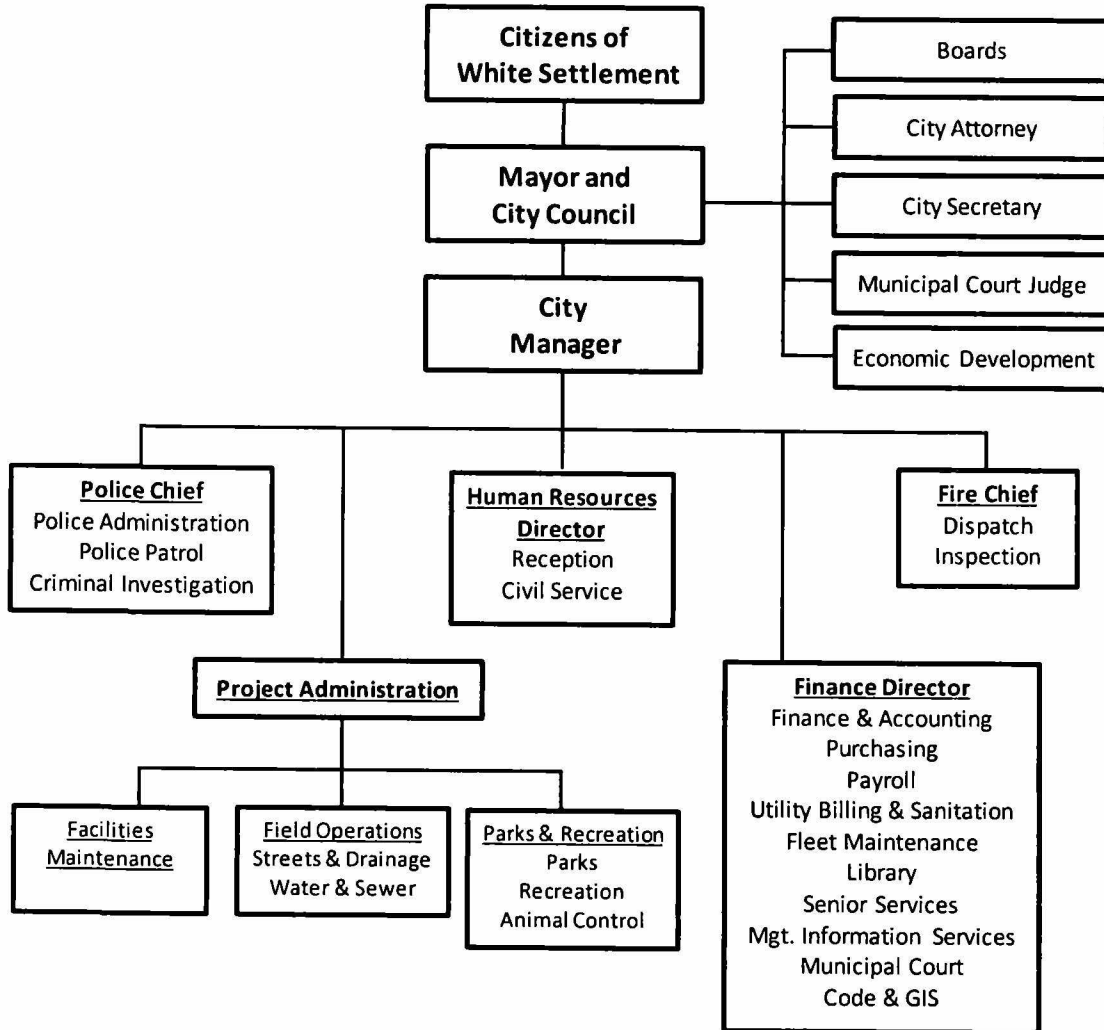 Citizens of
White Settlement
Boards
City Attorney
Mayor and
City Council
City Secretary
City
Manager
Municipal Court Judge
Economic Development
Police Chief
Police Administration
Police Patrol
Criminal Investigation
Human Resources
Director
Reception
Civil Service
Fire Chief
Dispatch
Inspection
Project Administration
Facilities
Maintenance
Field Operations
Streets & Drainage
Water & Sewer
Parks & Recreation
Parks
Recreation
Animal Control
Finance Director
Finance & Accounting
Purchasing
Payroll
Utility Billing & Sanitation
Fleet Maintenance
Library
Senior Services
Mgt. Information Services
Municipal Court
Code & GIS